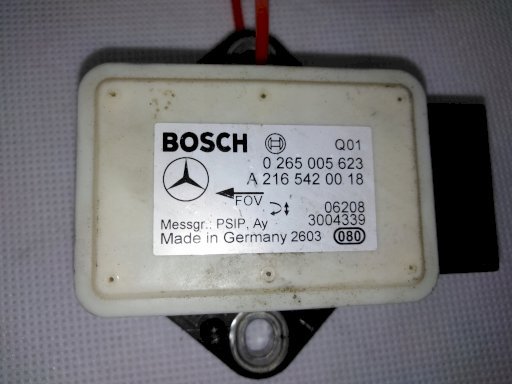 BOSCH Q01
0 265 005 623
A 216 542 00 18
FOV
06208
Messgr.: PSIP, Ay 3004339
Made in Germany 2603 080